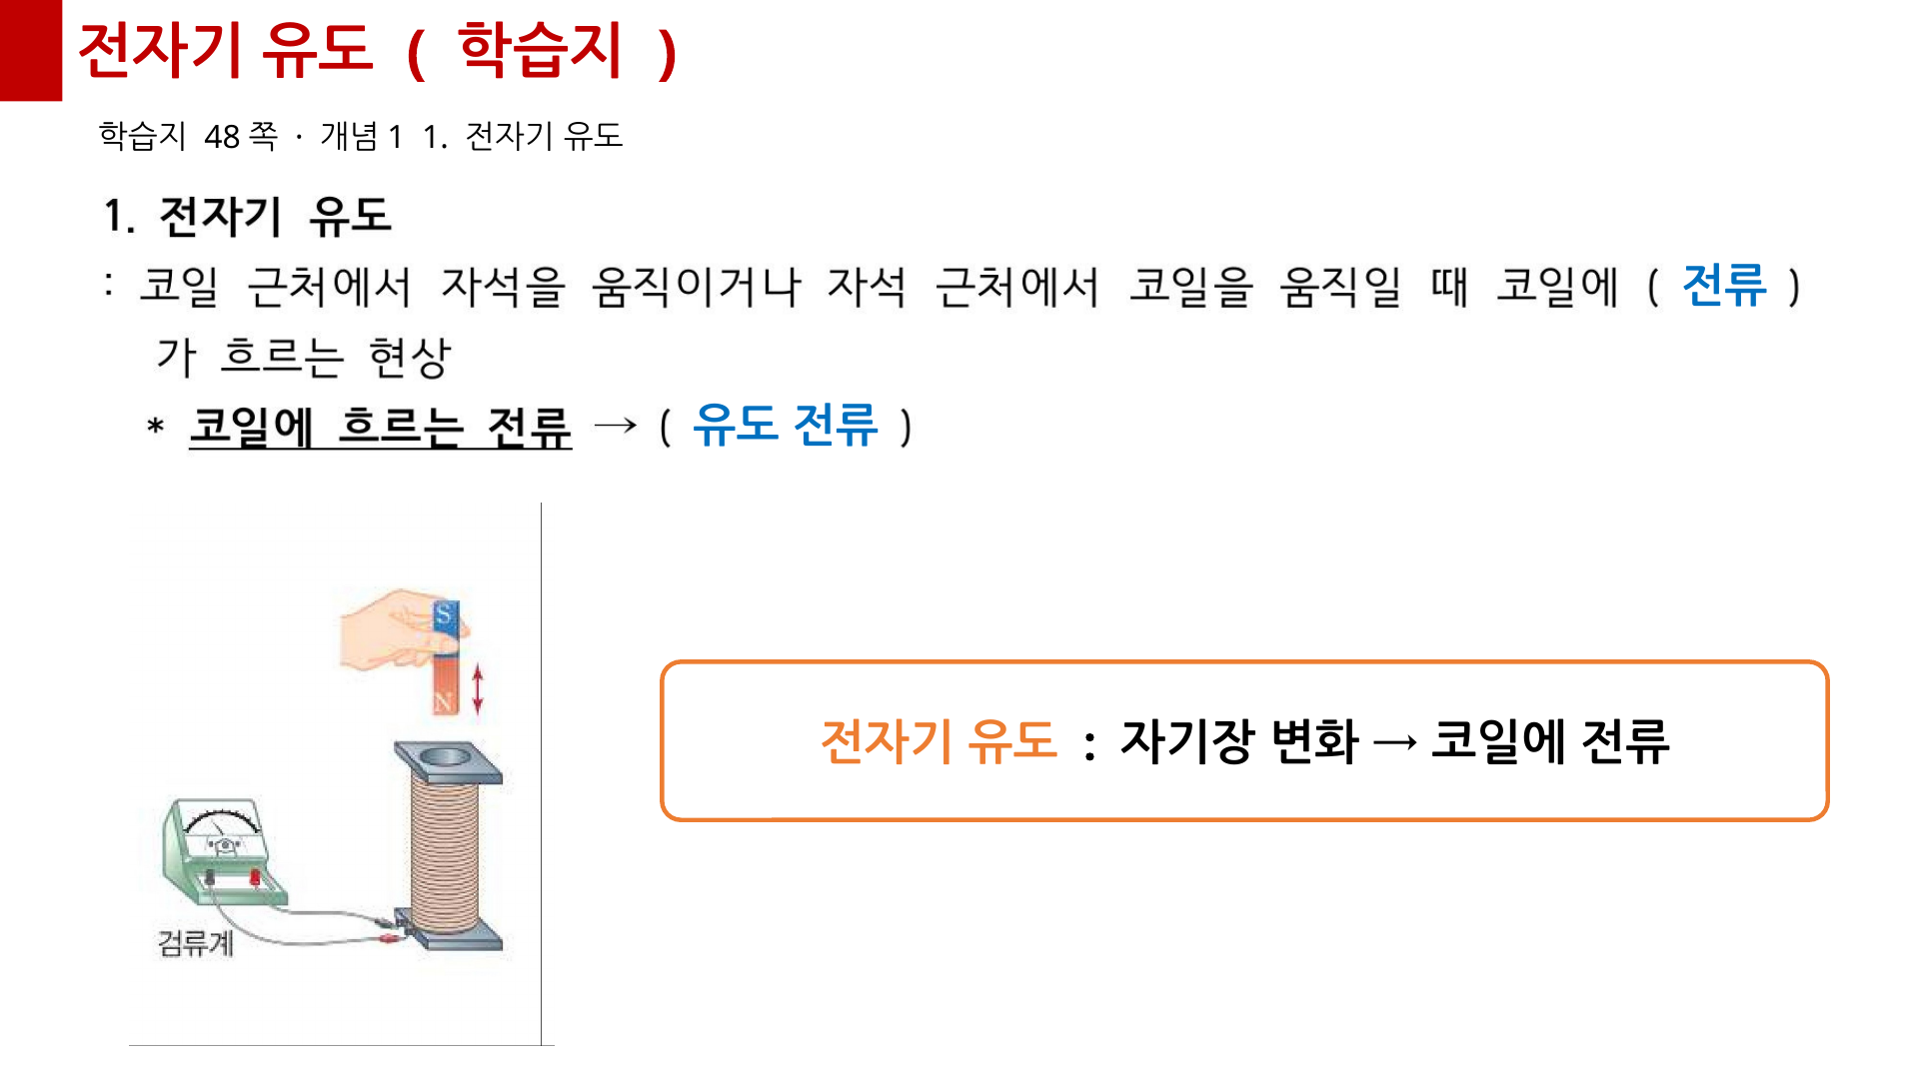 전자기 유도 ( 학습지 )
학습지 48쪽 · 개념1 1. 전자기 유도
1. 전자기 유도
: 코일 근처에서 자석을 움직이거나 자석 근처에서 코일을 움직일 때 코일에 ( 전류 )
가 흐르는 현상
* 코일에 흐르는 전류 → ( 유도 전류 )
S
N
전자기 유도 : 자기장 변화 → 코일에 전류
검류계